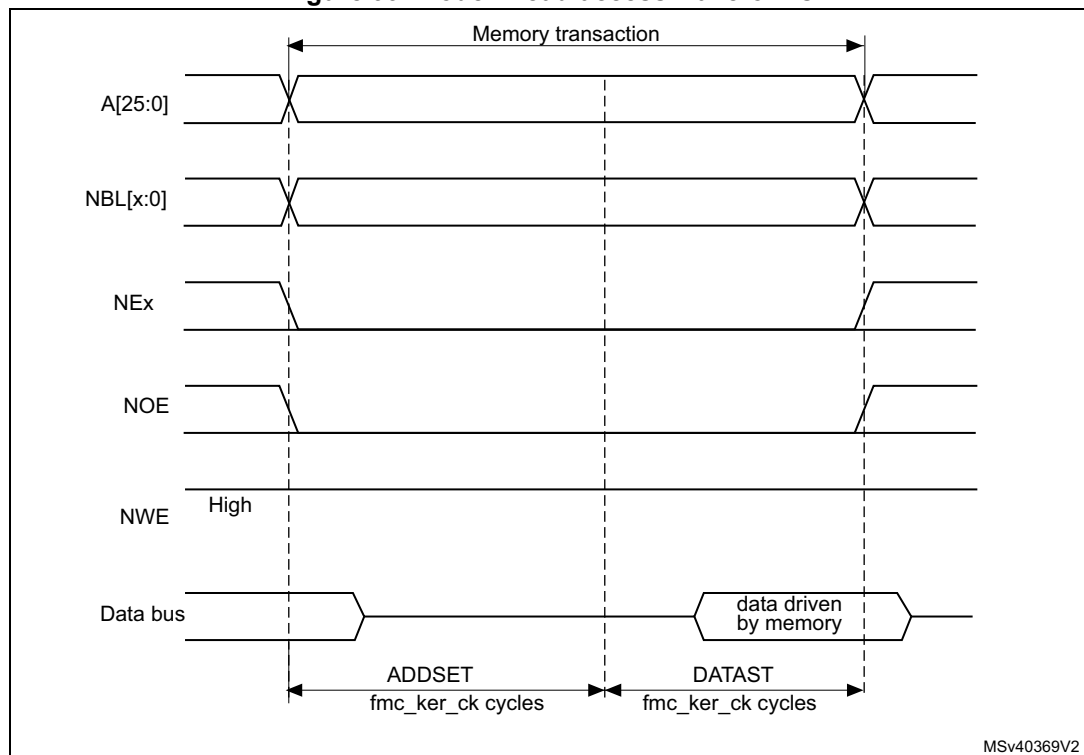 Memory transaction
A[25:0]
NBL[x:0]
NEx
NOE
High
NWE
Data bus
data driven
by memory
ADDSET
DATAST
fmc_ker_ck cycles
fmc_ker_ck cycles
MSv40369V2